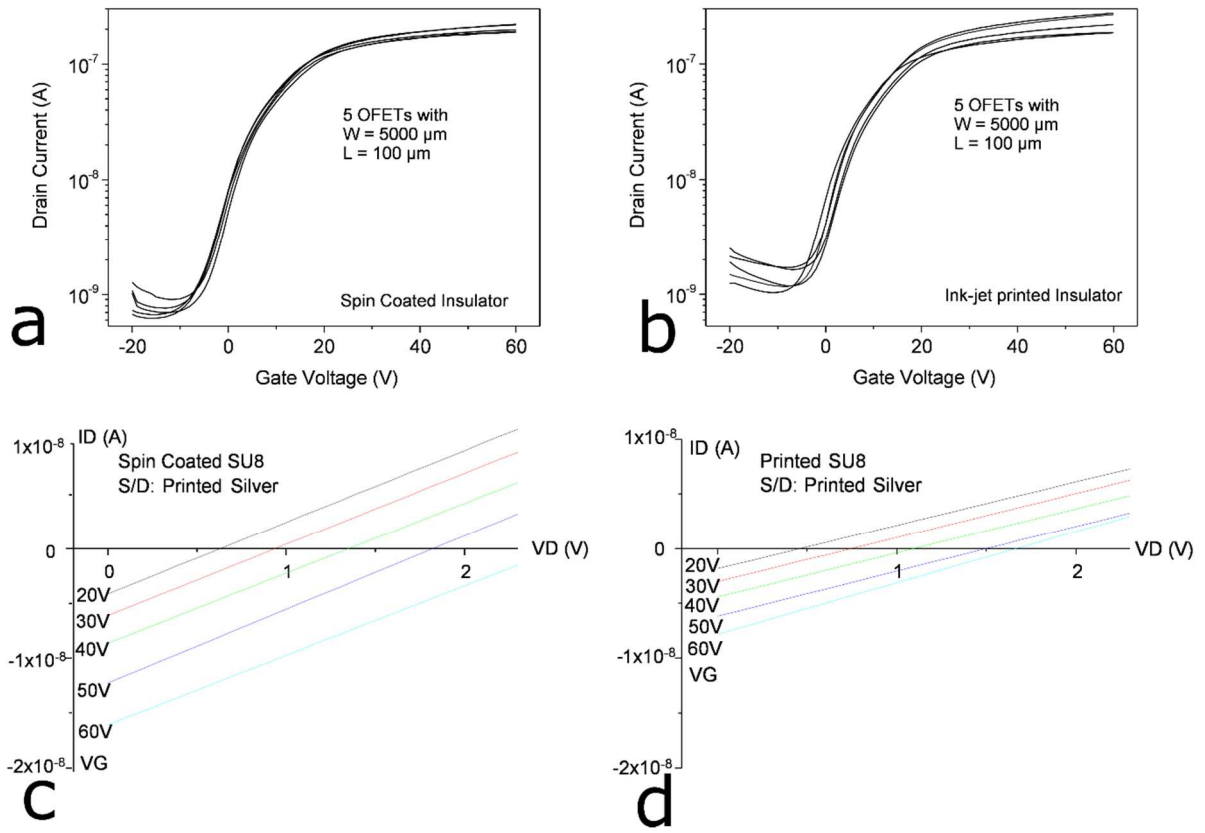 10⁻⁷
10⁻⁸
10⁻⁹
Drain Current (A)
5 OFETs with
W = 5000 µm
L = 100 µm
Spin Coated Insulator
-20 0 20 40 60
Gate Voltage (V)
a
10⁻⁷
10⁻⁸
10⁻⁹
Drain Current (A)
5 OFETs with
W = 5000 µm
L = 100 µm
Ink-jet printed Insulator
-20 0 20 40 60
Gate Voltage (V)
b
1x10⁻⁸
ID (A)
Spin Coated SU8
S/D: Printed Silver
0
VD (V)
0 1 2
20V
30V
40V
-1x10⁻⁸
50V
60V
-2x10⁻⁸
VG
c
1x10⁻⁸
ID (A)
Printed SU8
S/D: Printed Silver
0
VD (V)
1 2
20V
30V
40V
50V
60V
-1x10⁻⁸
VG
-2x10⁻⁸
d